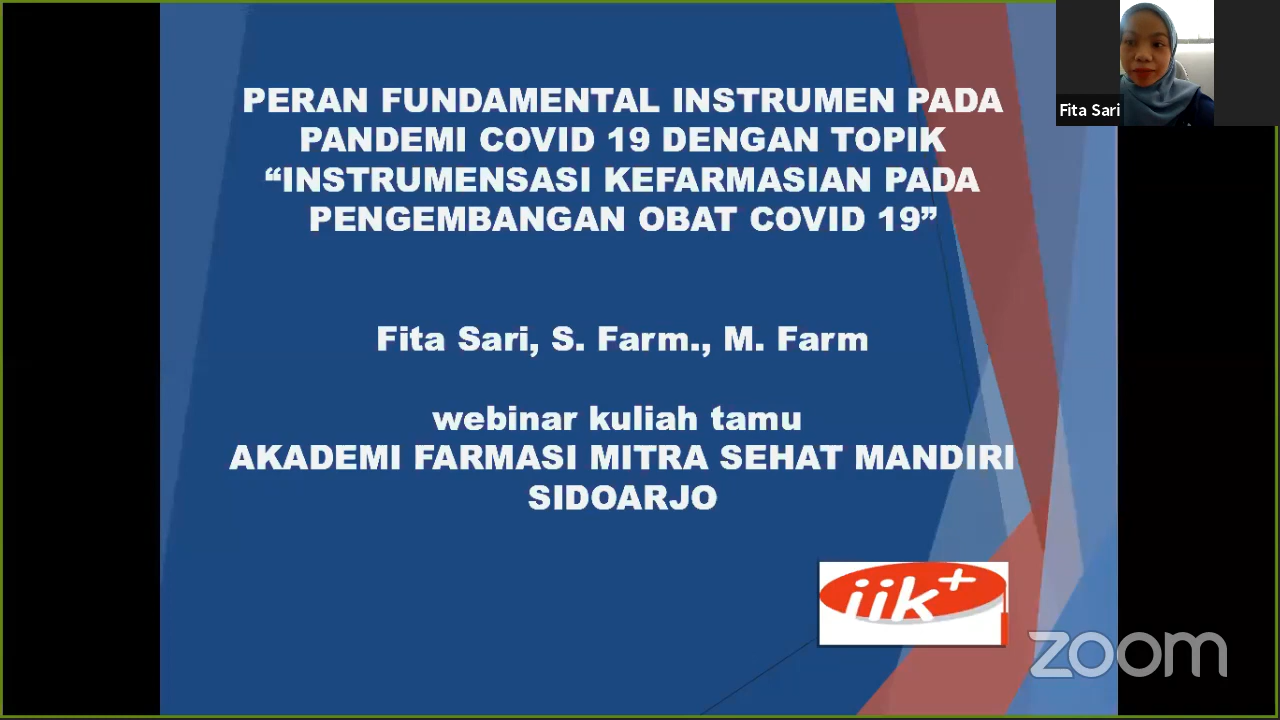 PERAN FUNDAMENTAL INSTRUMEN PADA
PANDEMI COVID 19 DENGAN TOPIK
“INSTRUMENSASI KEFARMASIAN PADA
PENGEMBANGAN OBAT COVID 19”
Fita Sari, S. Farm., M. Farm
webinar kuliah tamu
AKADEMI FARMASI MITRA SEHAT MANDIRI
SIDOARJO
iik+
Fita Sari
zoom